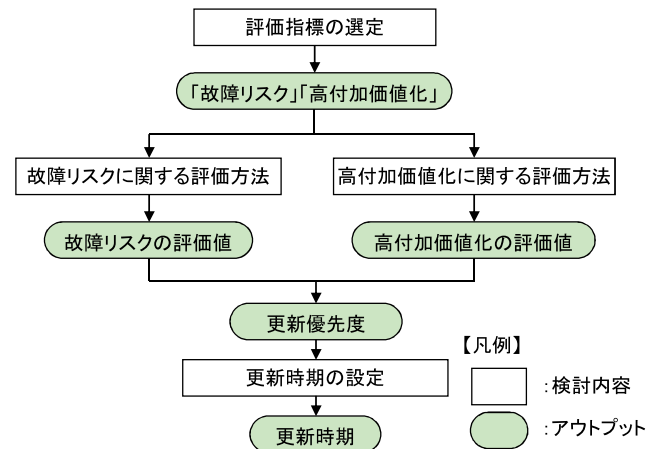 評価指標の選定
「故障リスク」「高付加価値化」
故障リスクに関する評価方法
高付加価値化に関する評価方法
故障リスクの評価値
高付加価値化の評価値
更新優先度
更新時期の設定
更新時期
【凡例】
:検討内容
:アウトプット